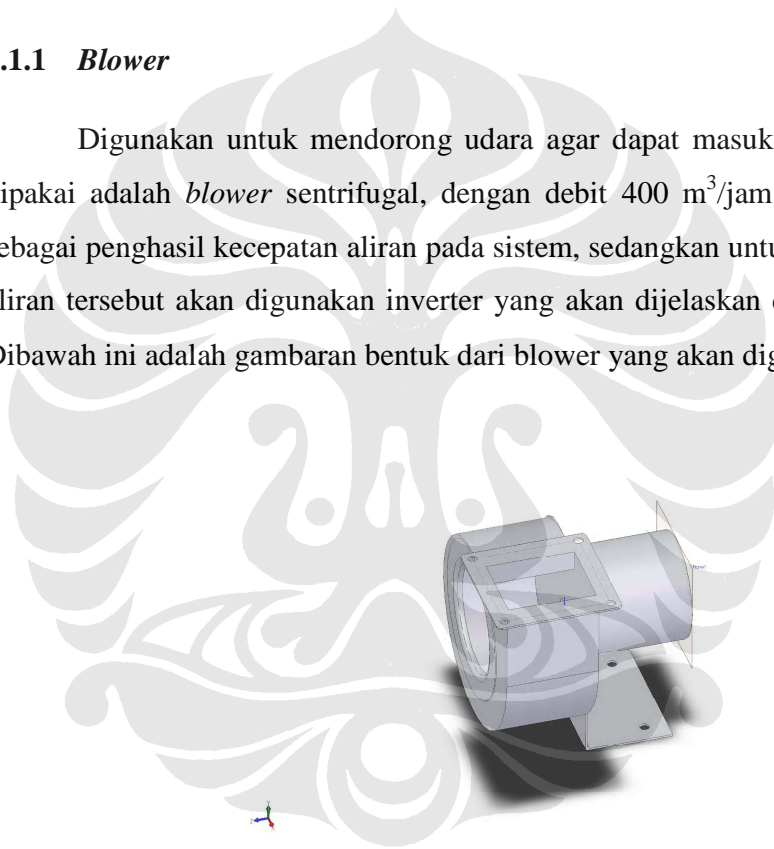 .1.1 Blower
Digunakan untuk mendorong udara agar dapat masuk
ipakai adalah blower sentrifugal, dengan debit 400 m³/jam
ebagai penghasil kecepatan aliran pada sistem, sedangkan untu
liran tersebut akan digunakan inverter yang akan dijelaskan
Dibawah ini adalah gambaran bentuk dari blower yang akan dig